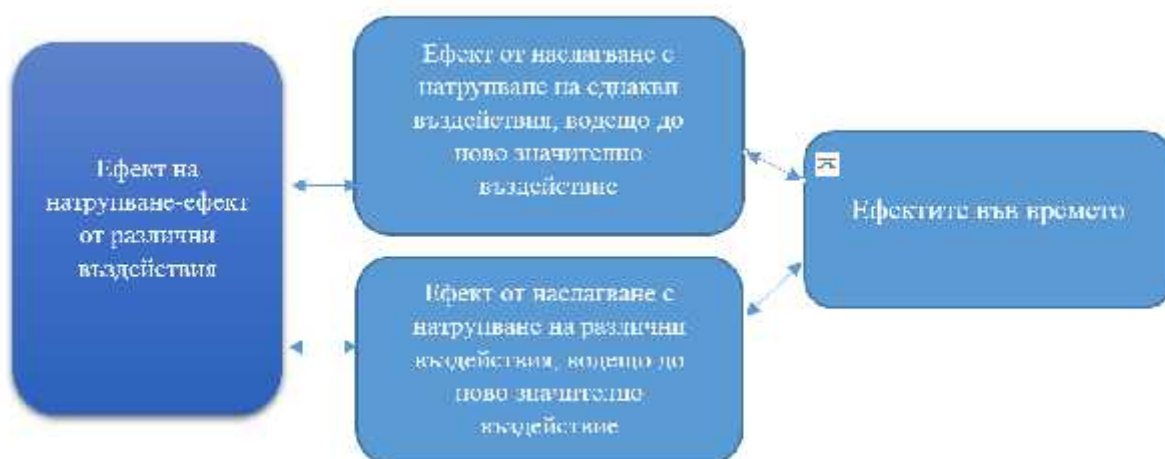 Ефект на
натрупване-ефект
от различни
въздействия
Ефект от наслагване с
натрупване на еднакви
въздействия, водещо до
ново значително
въздействие
Ефект от наслагване с
натрупване на различни
въздействия, водещо до
ново значително
въздействие
Ефектите във времето